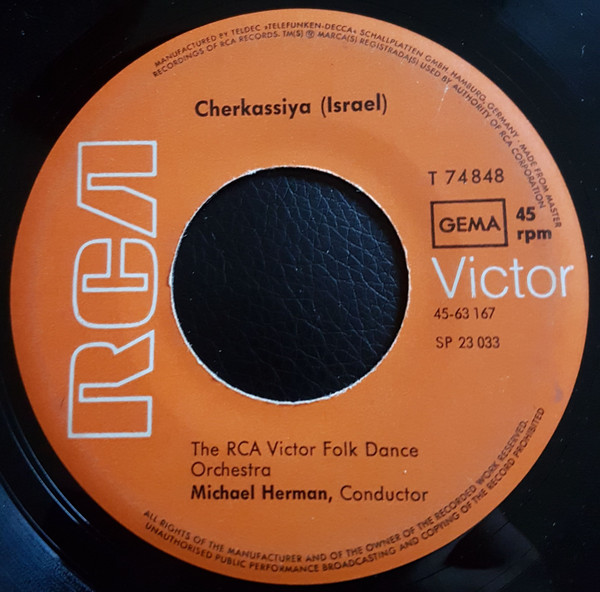 MANUFACTURED BY TELDEC »TELEFUNKEN-DECCA« SCHALLPLATTEN GMBH, HAMBURG, GERMANY · MADE FROM MASTER
RECORDINGS OF RCA RECORDS. TM(S) ® MARCA(S) REGISTRADA(S) USED BY AUTHORITY OF RCA CORPORATION
Cherkassiya (Israel)
RCA
T 74848
GEMA
45
rpm
Victor
45-63 167
SP 23 033
The RCA Victor Folk Dance
Orchestra
Michael Herman, Conductor
ALL RIGHTS OF THE MANUFACTURER AND OF THE OWNER OF THE RECORDED WORK RESERVED.
UNAUTHORISED PUBLIC PERFORMANCE BROADCASTING AND COPYING OF THE RECORD PROHIBITED